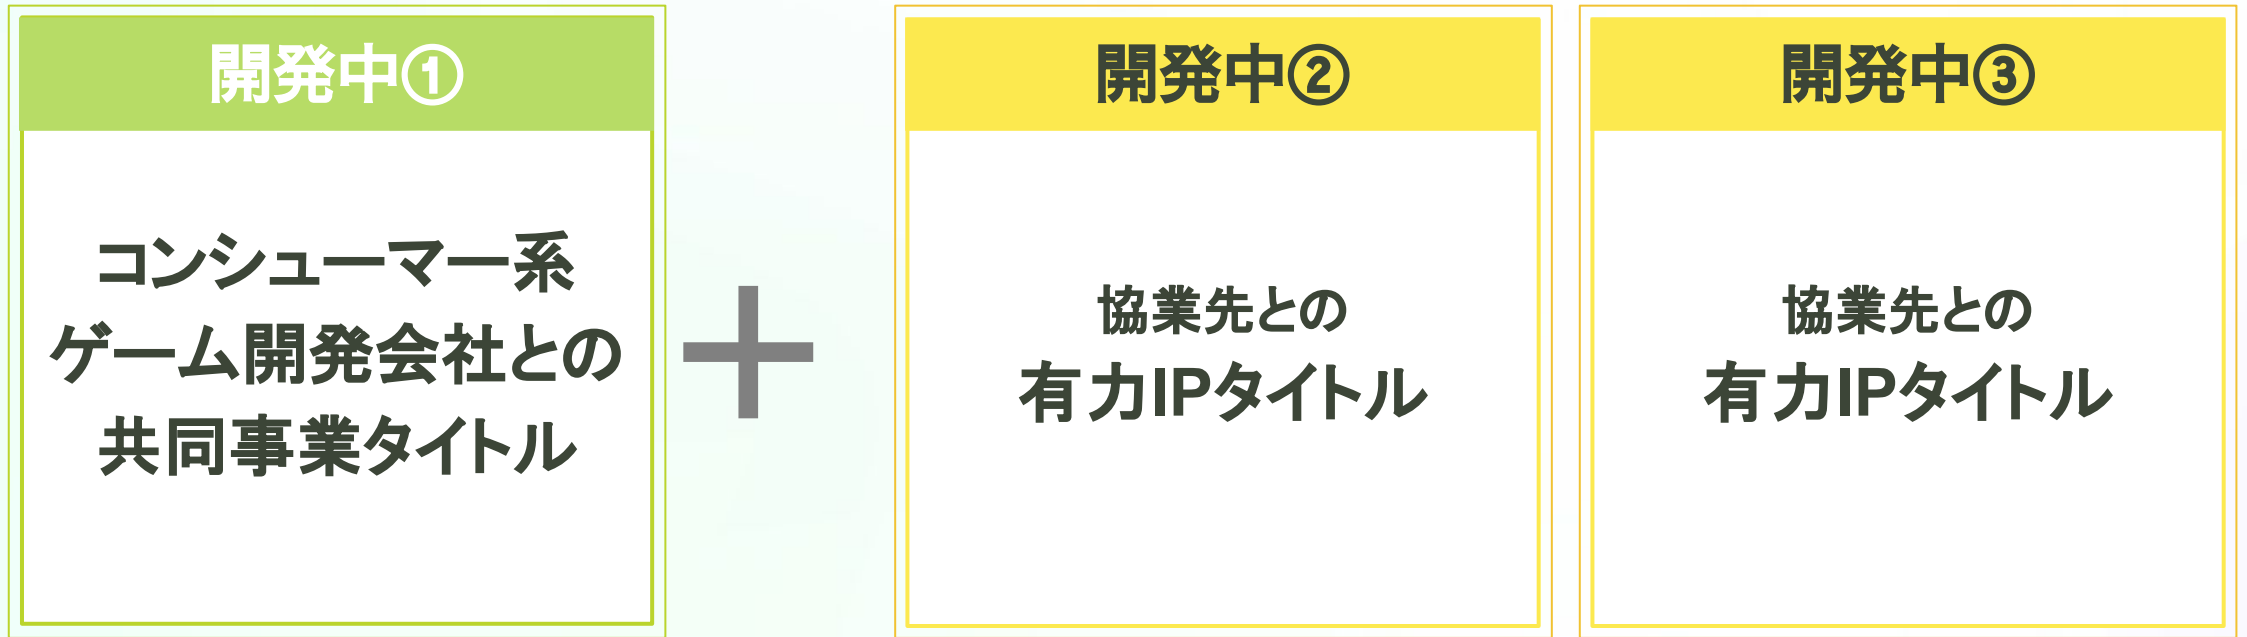 開発中①
コンシューマー系
ゲーム開発会社との
共同事業タイトル
+
開発中②
協業先との
有力IPタイトル
開発中③
協業先との
有力IPタイトル